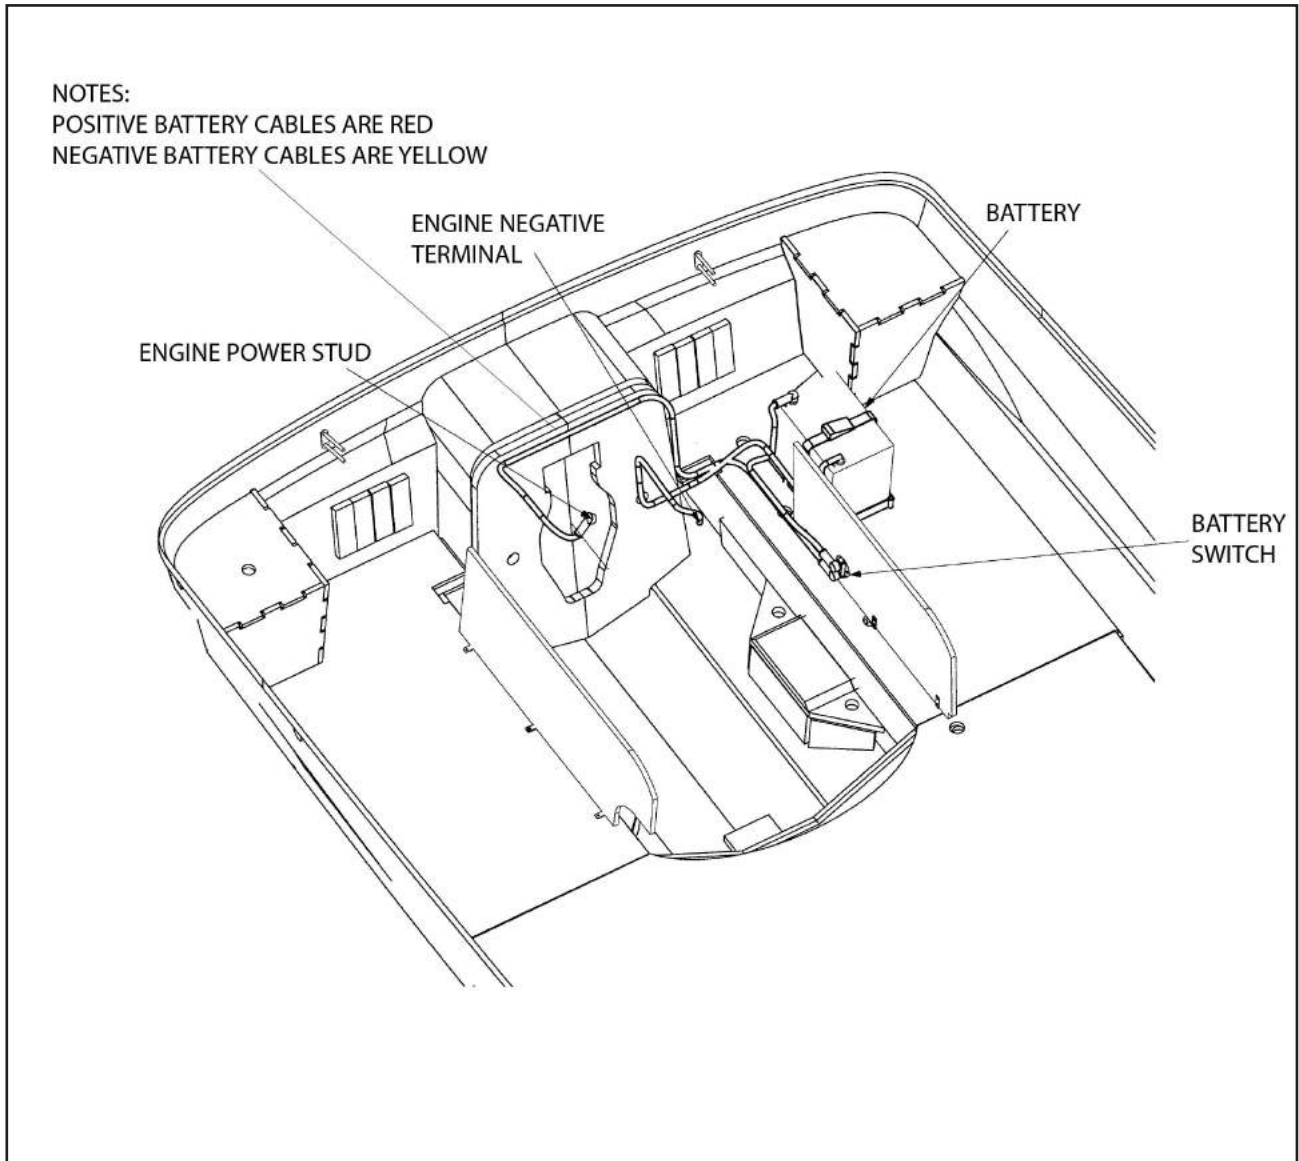 NOTES:
POSITIVE BATTERY CABLES ARE RED
NEGATIVE BATTERY CABLES ARE YELLOW
ENGINE NEGATIVE
TERMINAL
BATTERY
ENGINE POWER STUD
BATTERY
SWITCH